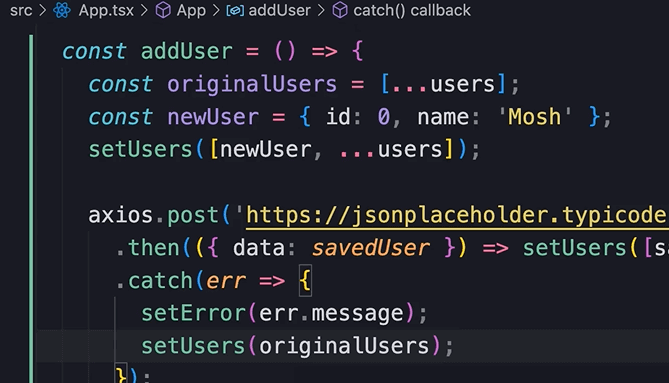 src > App.tsx > App > addUser > catch() callback
const addUser = () => {
const originalUsers = [...users];
const newUser = { id: 0, name: 'Mosh' };
setUsers([newUser, ...users]);
axios.post('https://jsonplaceholder.typicode
.then(({ data: savedUser }) => setUsers([sa
.catch(err => {
setError(err.message);
setUsers(originalUsers);
});